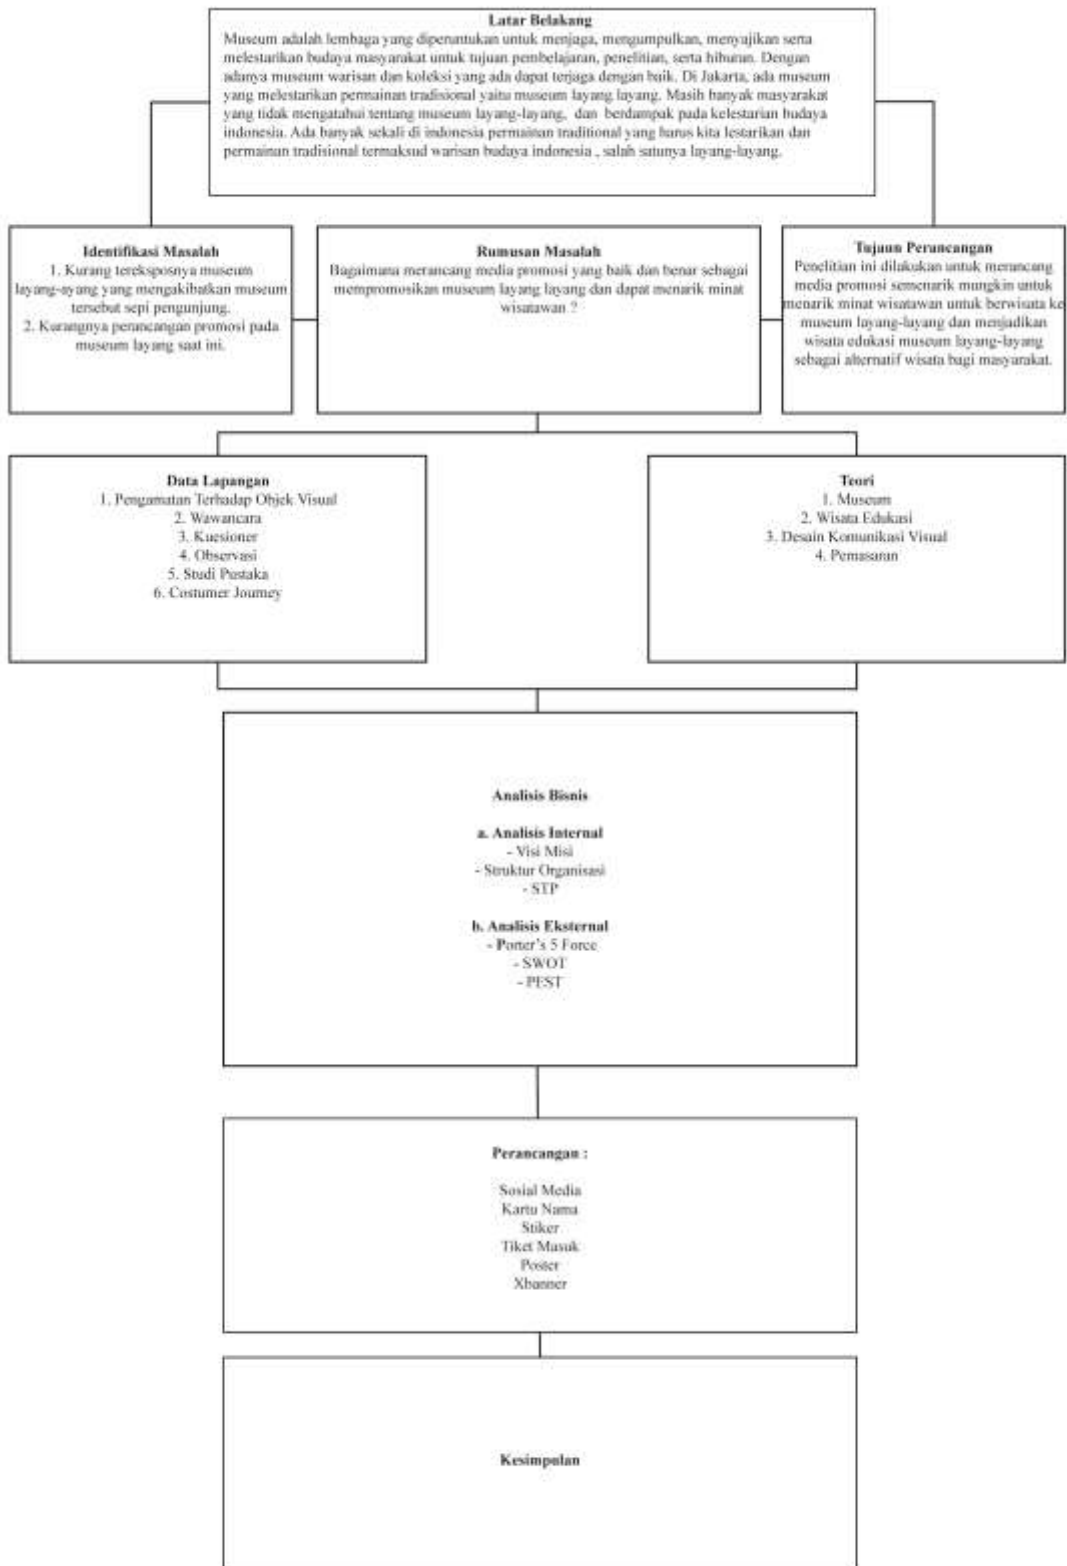 Latar Belakang
Museum adalah lembaga yang diperuntukan untuk menjaga, mengumpulkan, menyajikan serta
melestarikan budaya masyarakat untuk tujuan pembelajaran, penelitian, serta hiburan. Dengan
adanya museum warisan dan koleksi yang ada dapat terjaga dengan baik. Di Jakarta, ada museum
yang melestarikan permainan tradisional yaitu museum layang layang. Masih banyak masyarakat
yang tidak mengatahui tentang museum layang-layang, dan berdampak pada kelestarian budaya
indonesia. Ada banyak sekali di indonesia permainan traditional yang harus kita lestarikan dan
permainan tradisional termaksud warisan budaya indonesia , salah satunya layang-layang.
Identifikasi Masalah
1. Kurang tereksposnya museum
layang-ayang yang mengakibatkan museum
tersebut sepi pengunjung.
2. Kurangnya perancangan promosi pada
museum layang saat ini.
Rumusan Masalah
Bagaimana merancang media promosi yang baik dan benar sebagai
mempromosikan museum layang layang dan dapat menarik minat
wisatawan ?
Tujaun Perancangan
Penelitian ini dilakukan untuk merancang
media promosi semenarik mungkin untuk
menarik minat wisatawan untuk berwisata ke
museum layang-layang dan menjadikan
wisata edukasi museum layang-layang
sebagai alternatif wisata bagi masyarakat.
Data Lapangan
1. Pengamatan Terhadap Objek Visual
2. Wawancara
3. Kuesioner
4. Observasi
5. Studi Pustaka
6. Costumer Journey
Teori
1. Museum
2. Wisata Edukasi
3. Desain Komunikasi Visual
4. Pemasaran
Analisis Bisnis
a. Analisis Internal
- Visi Misi
- Struktur Organisasi
- STP
b. Analisis Eksternal
- Porter's 5 Force
- SWOT
- PEST
Perancangan :
Sosial Media
Kartu Nama
Stiker
Tiket Masuk
Poster
Xbanner
Kesimpulan